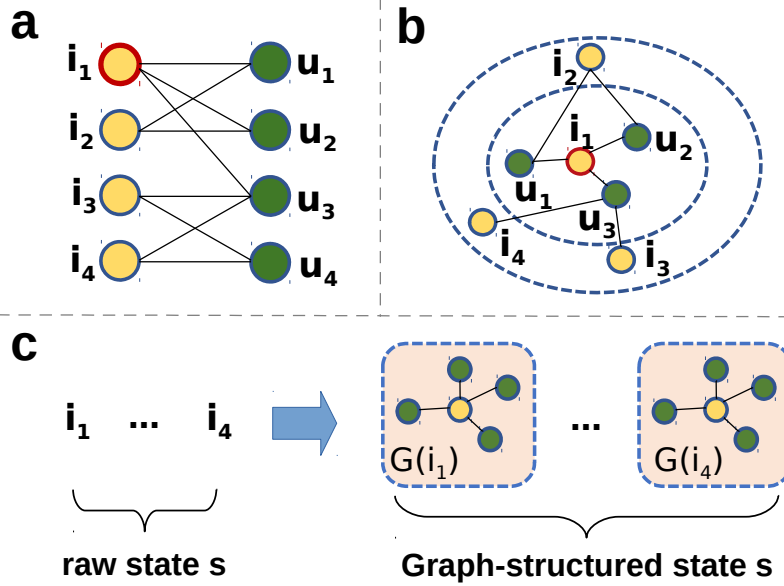 a
i₁ u₁
i₂ u₂
i₃ u₃
i₄ u₄
b
i₂
i₁
u₂
u₁
u₃
i₄
i₃
c
i₁ ... i₄
G(i₁) ... G(i₄)
raw state s
Graph-structured state s